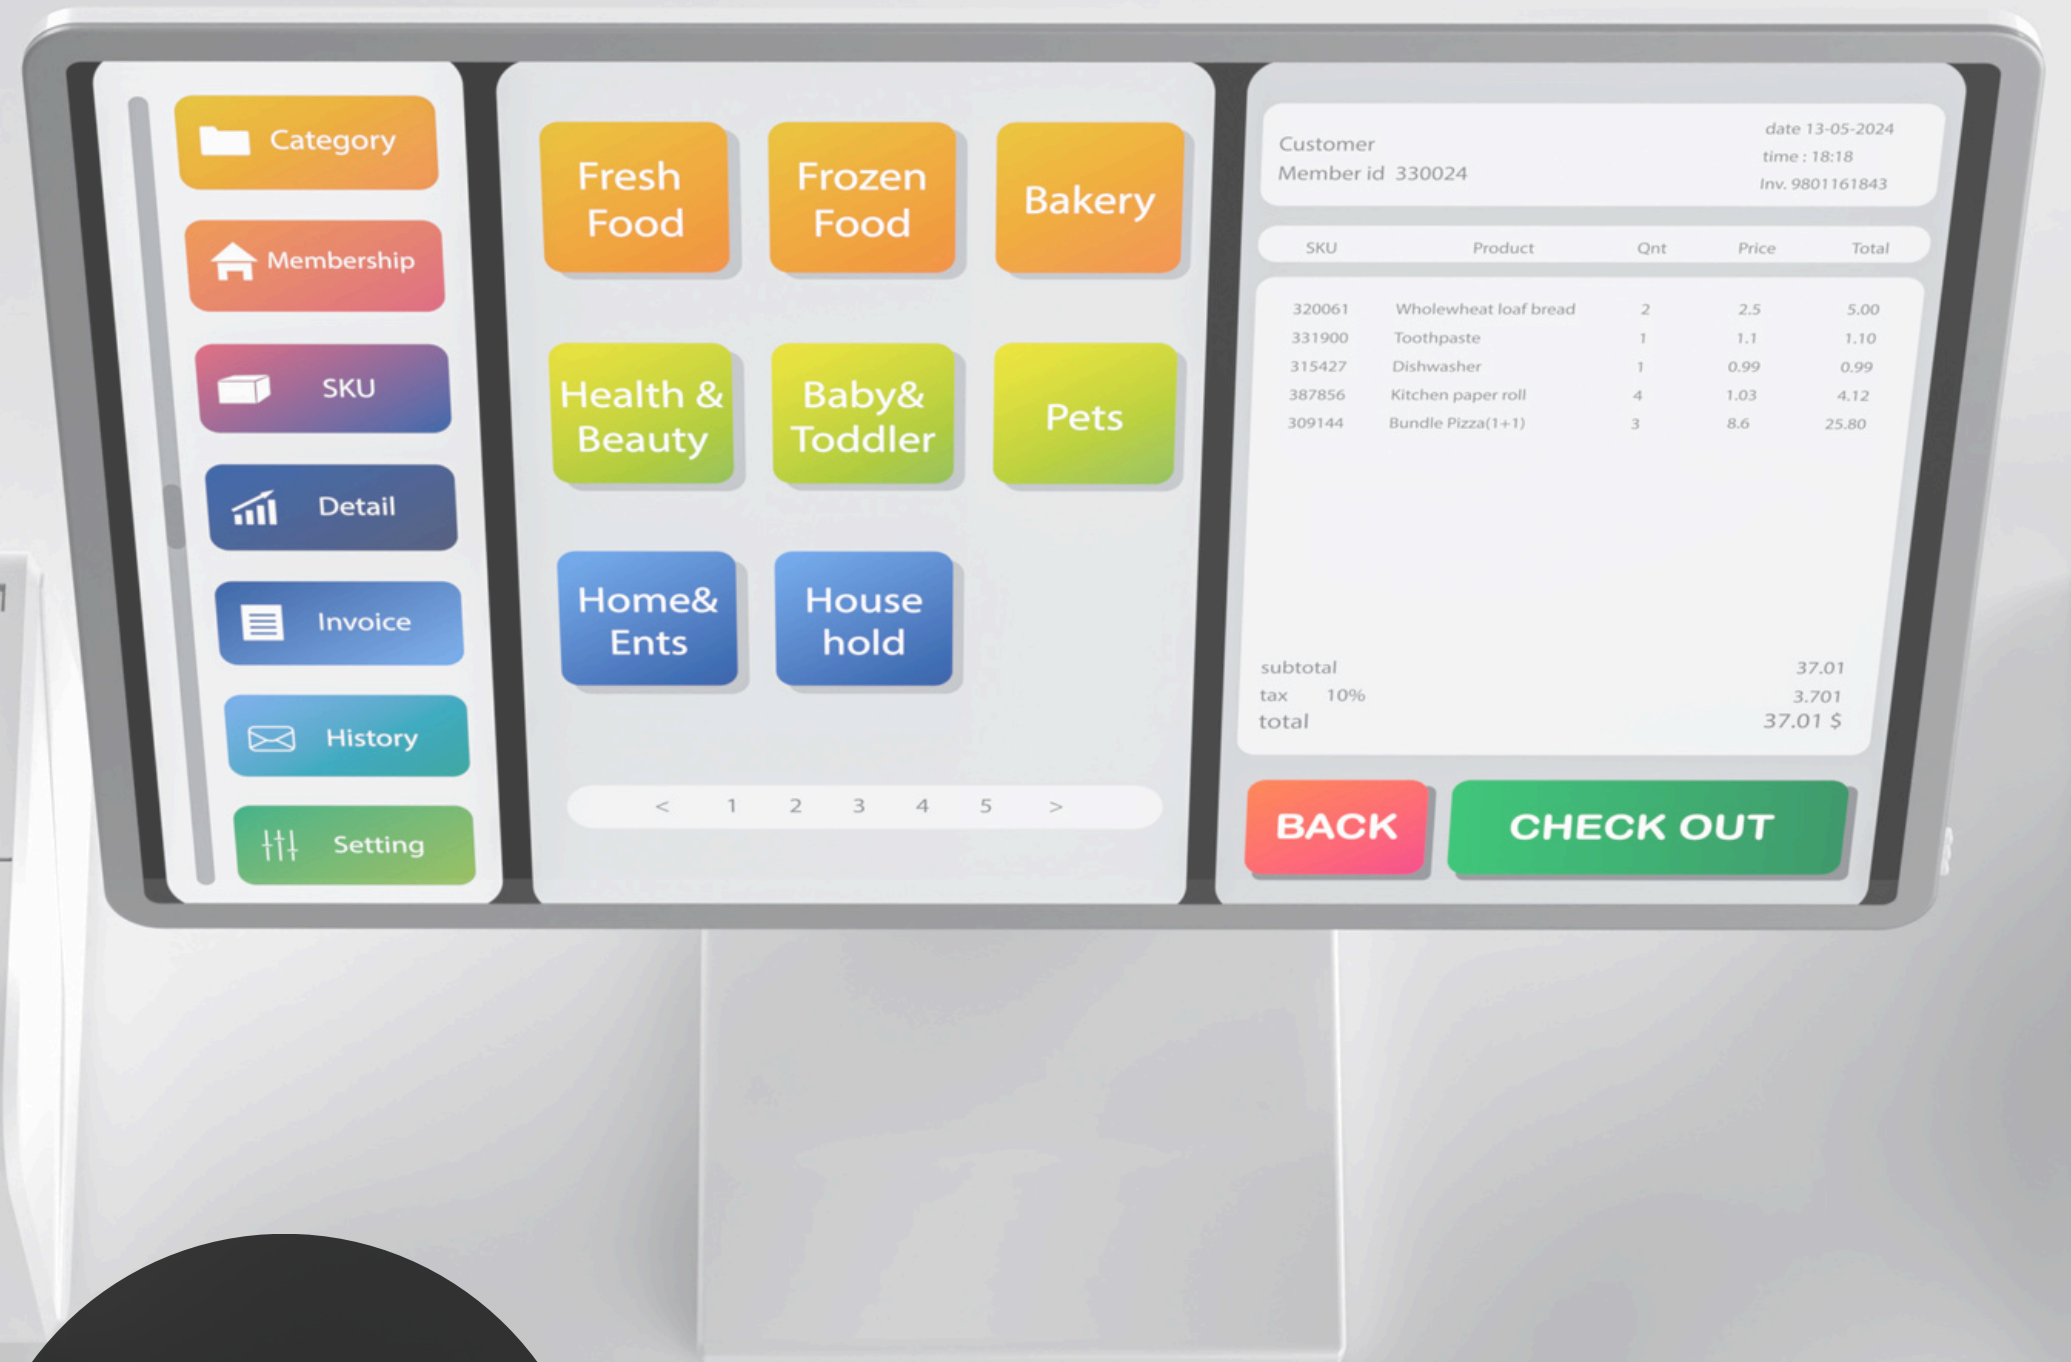 Category
Membership
SKU
Detail
Invoice
History
Setting
Fresh
Food
Frozen
Food
Bakery
Health &
Beauty
Baby&
Toddler
Pets
Home&
Ents
House
hold
< 1 2 3 4 5 >
Customer
Member id 330024
date 13-05-2024
time : 18:18
Inv. 9801161843
SKU Product Qnt Price Total
320061 Wholewheat loaf bread 2 2.5 5.00
331900 Toothpaste 1 1.1 1.10
315427 Dishwasher 1 0.99 0.99
387856 Kitchen paper roll 4 1.03 4.12
309144 Bundle Pizza(1+1) 3 8.6 25.80
subtotal 37.01
tax 10% 3.701
total 37.01 $
BACK
CHECK OUT